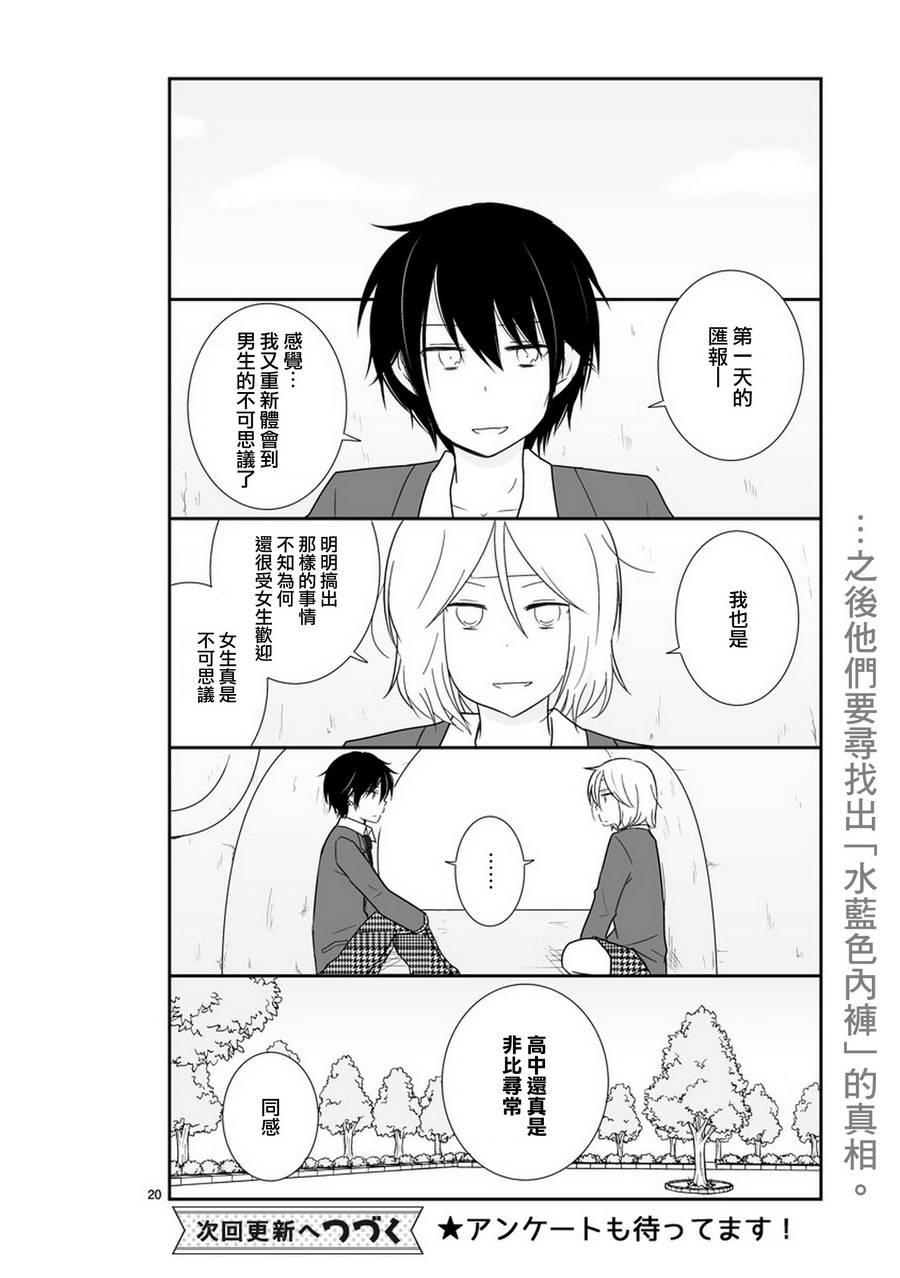 第一天的
匯報—
感覺…
我又重新體會到
男生的不可思議了
我也是
明明搞出
那樣的事情
不知為何
還很受女生歡迎
女生真是
不可思議
……
高中還真是
非比尋常
同感
…之後他們要尋找出「水藍色內褲」的真相。
20
次回更新へつづく
★アンケートも待ってます！